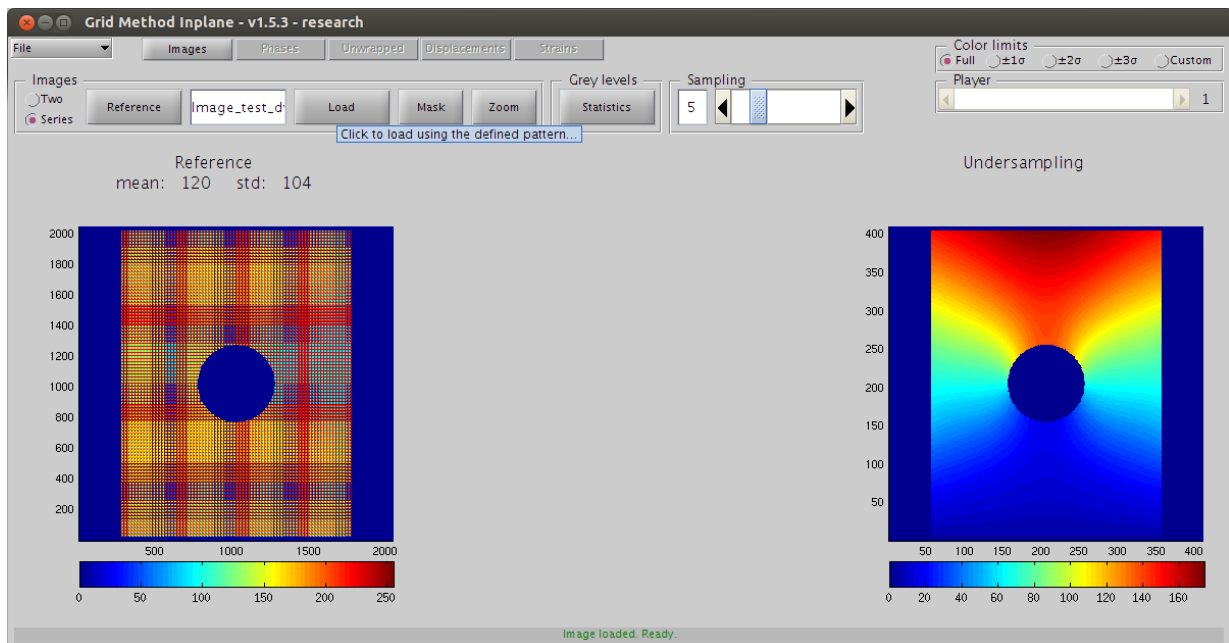 Grid Method Inplane - v1.5.3 - research
File Images Phases Unwrapped Displacements Strains
Color limits
Full ±1σ ±2σ ±3σ Custom
Images Grey levels Sampling Player
Two
Series
Reference Image_test_d Load Mask Zoom Statistics 5 1
Click to load using the defined pattern...
Reference Undersampling
mean: 120 std: 104
2000
1800
1600
1400
1200
1000
800
600
400
200
500 1000 1500 2000
0 50 100 150 200 250
400
350
300
250
200
150
100
50
50 100 150 200 250 300 350 400
0 20 40 60 80 100 120 140 160
Image loaded. Ready.